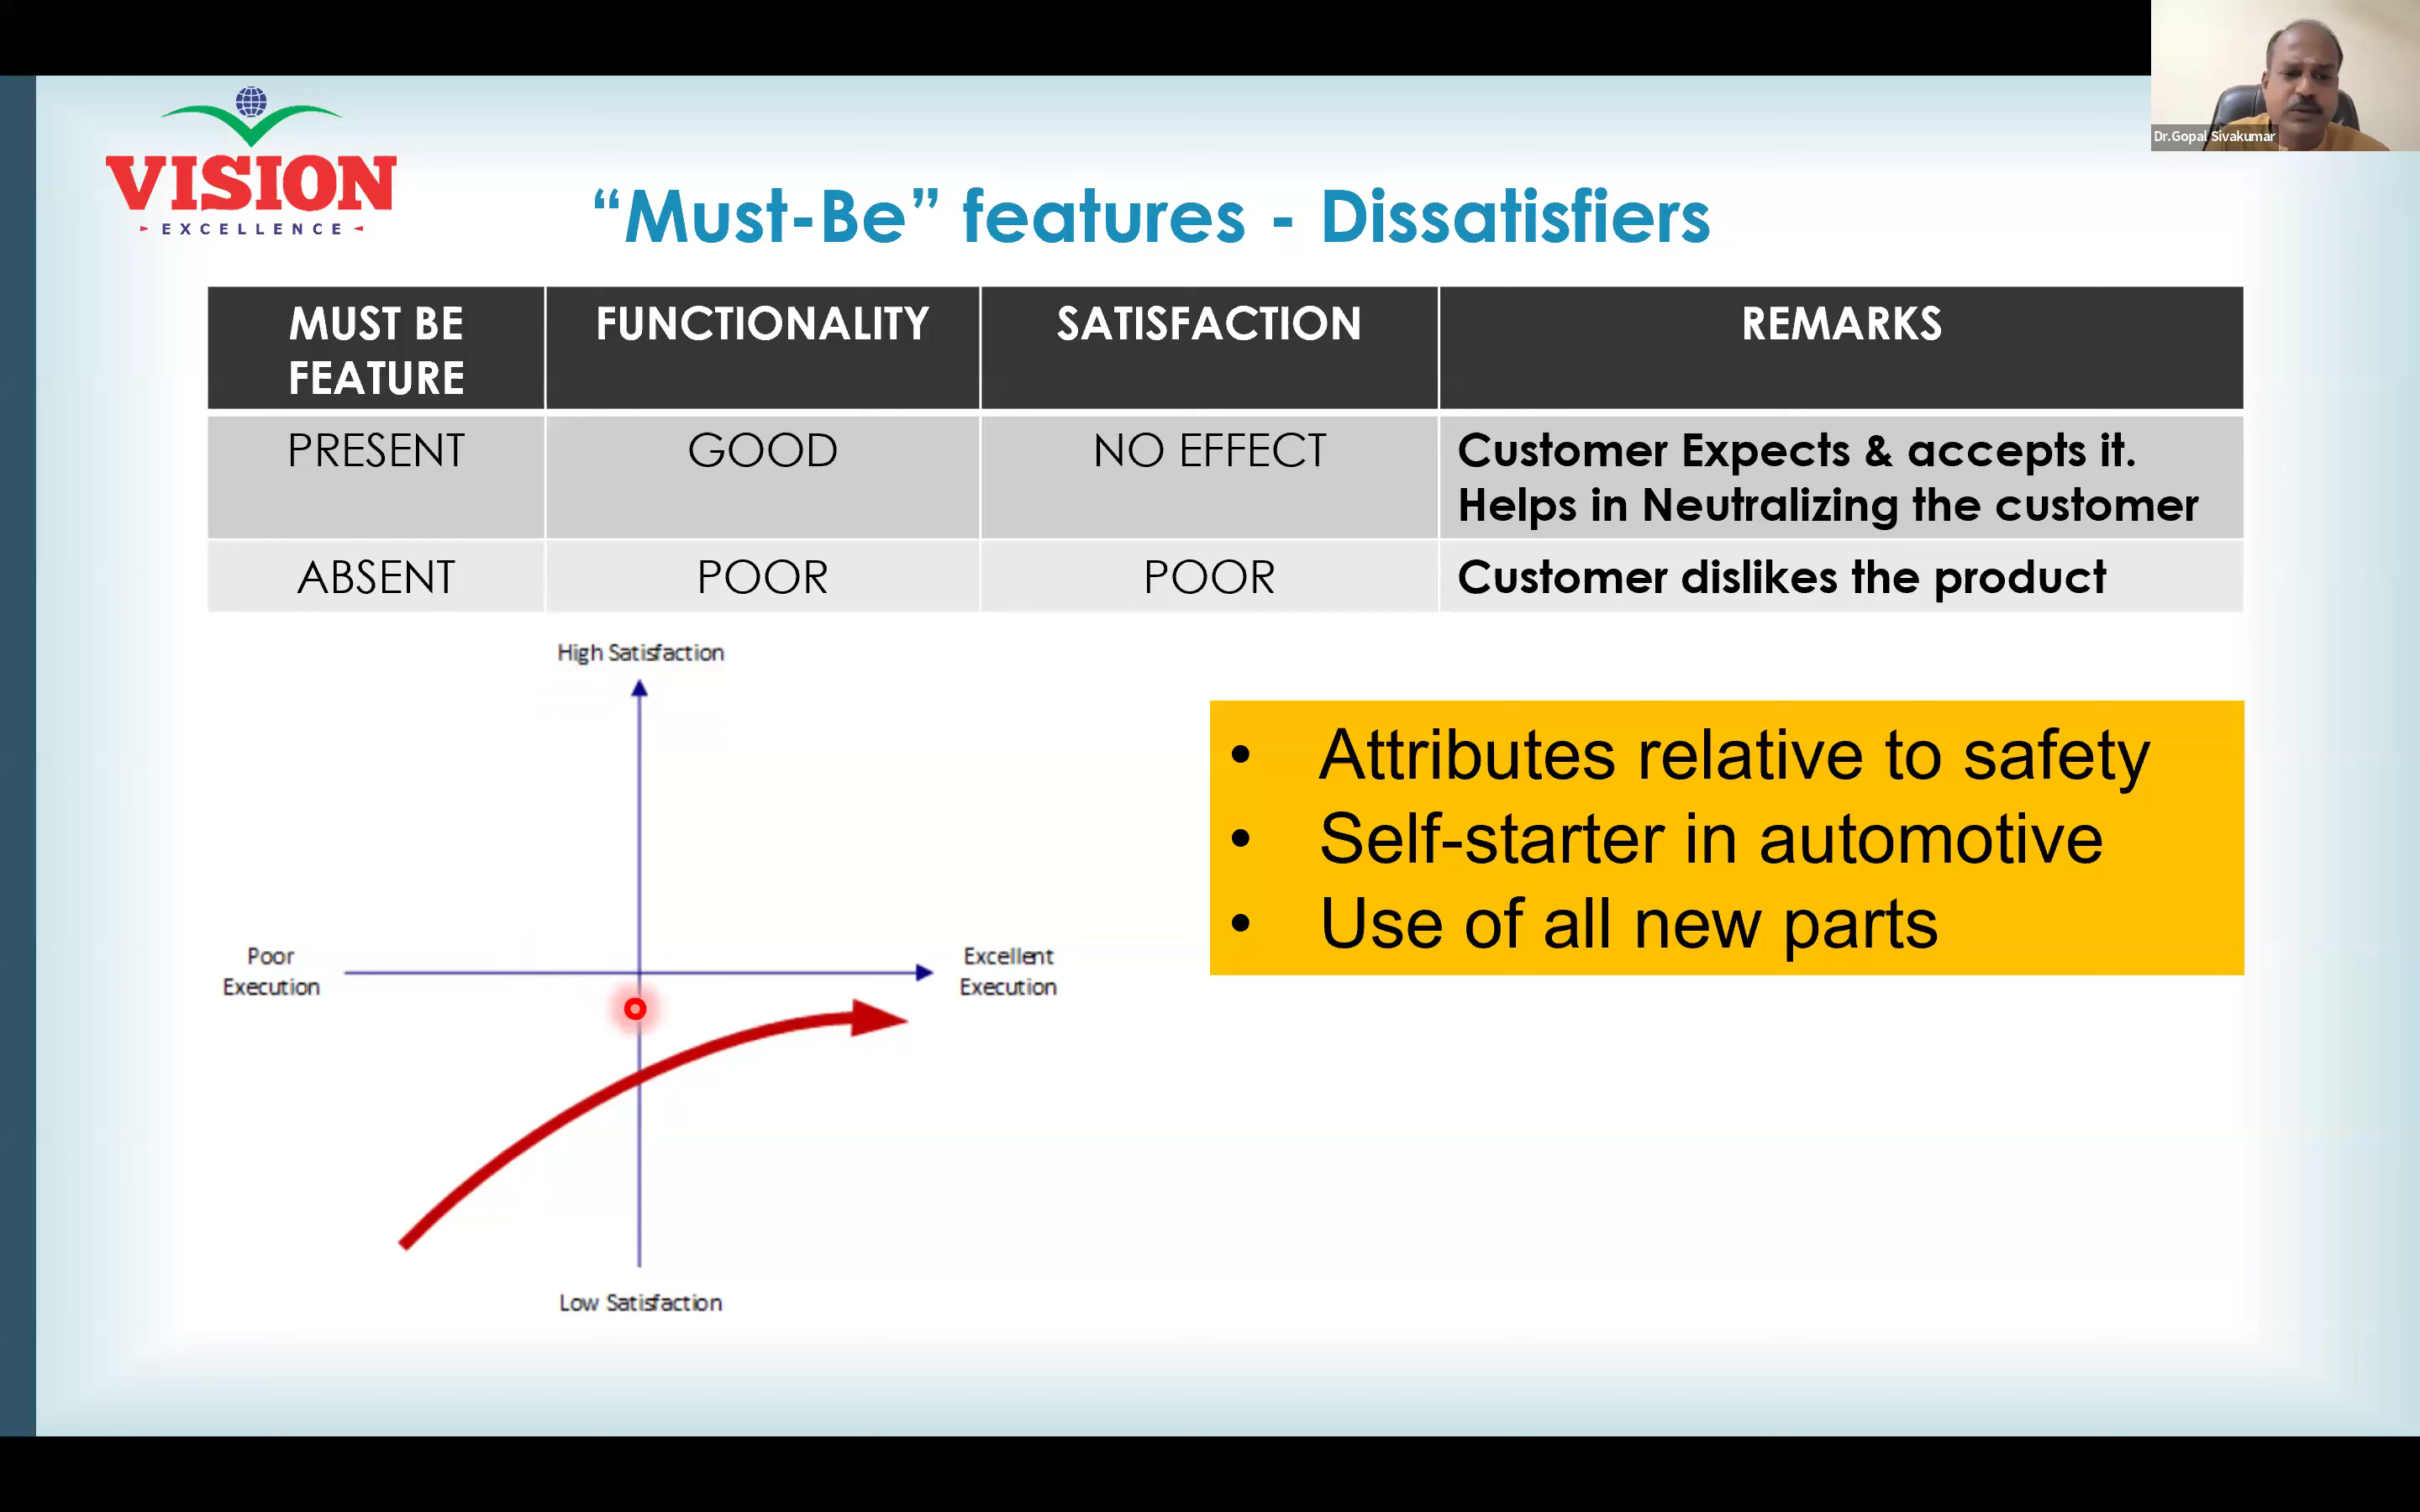 Dr.Gopal Sivakumar
VISION
EXCELLENCE
“Must-Be” features - Dissatisfiers
MUST BE FEATURE FUNCTIONALITY SATISFACTION REMARKS
PRESENT GOOD NO EFFECT Customer Expects & accepts it.
Helps in Neutralizing the customer
ABSENT POOR POOR Customer dislikes the product
High Satisfaction
Poor
Execution
Excellent
Execution
Low Satisfaction
• Attributes relative to safety
• Self-starter in automotive
• Use of all new parts